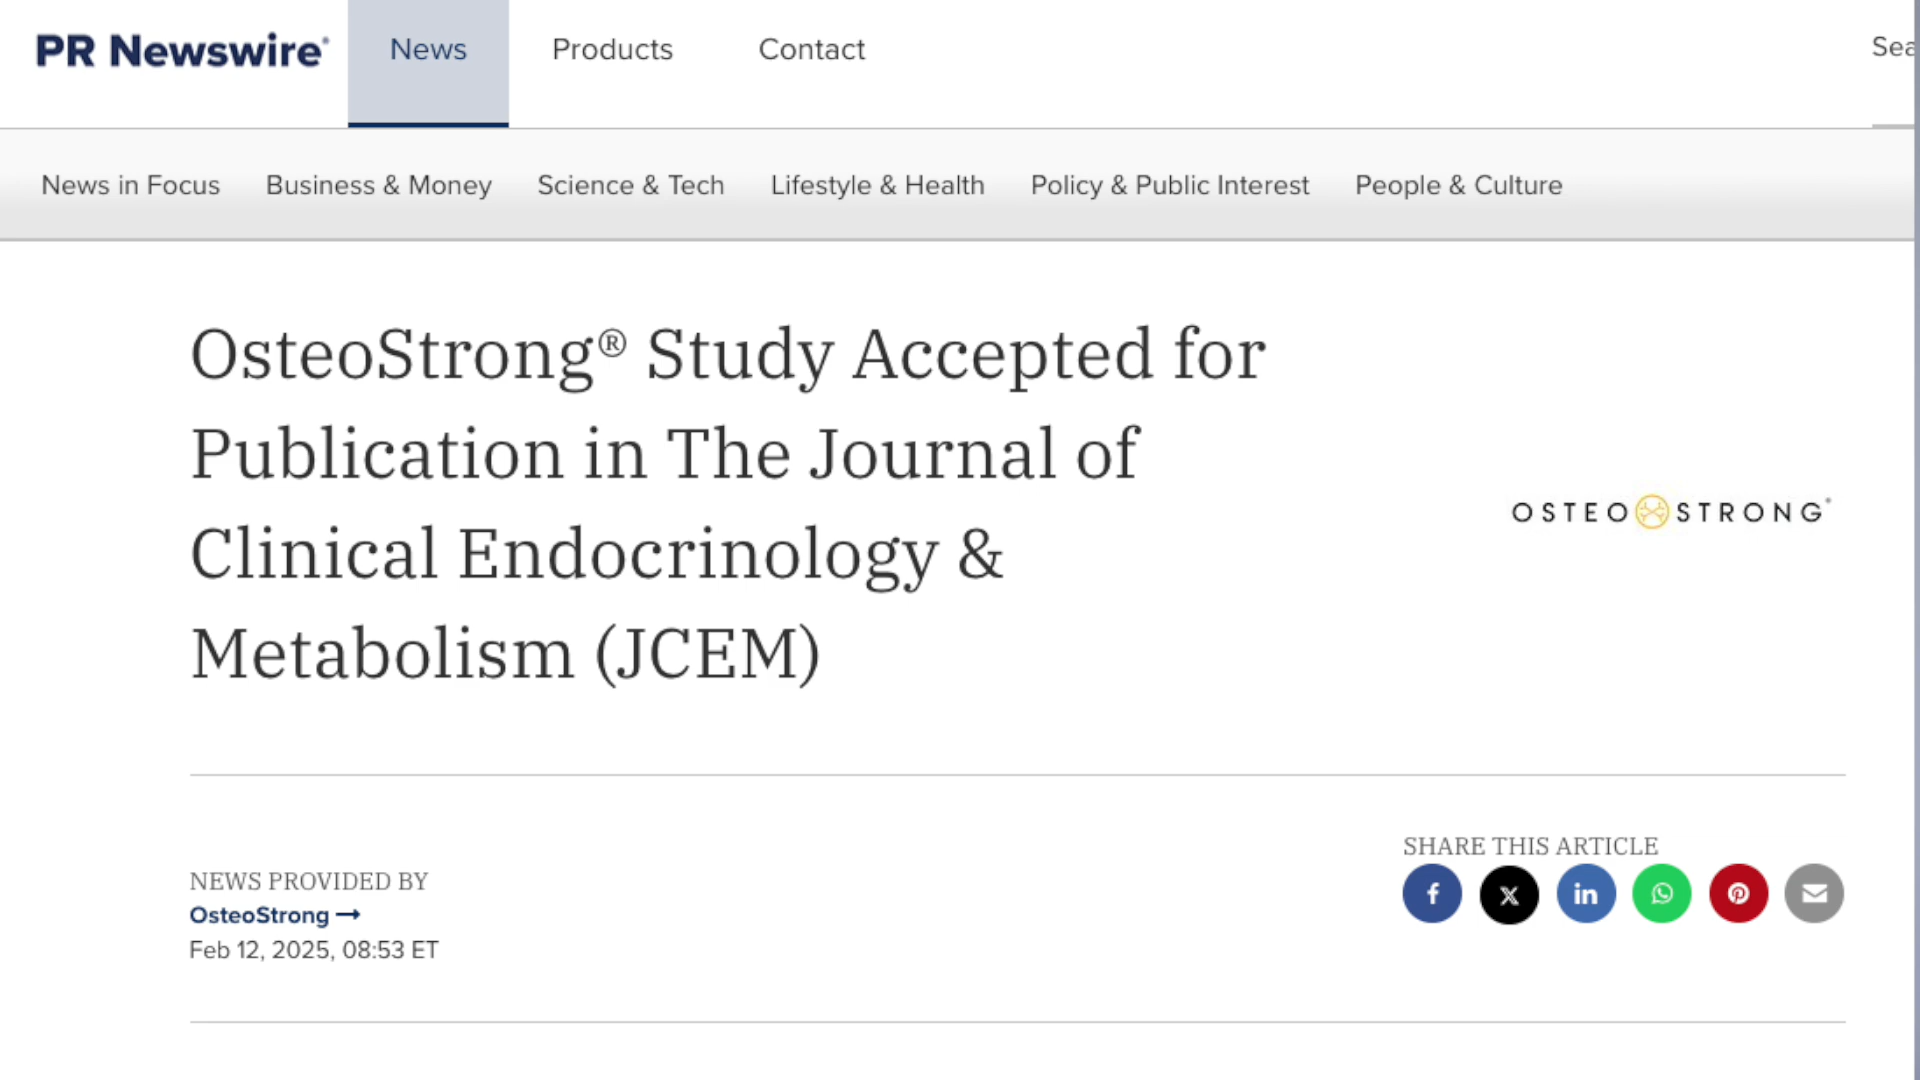 PR Newswire®
News
Products
Contact
News in Focus
Business & Money
Science & Tech
Lifestyle & Health
Policy & Public Interest
People & Culture
OsteoStrong® Study Accepted for
Publication in The Journal of
Clinical Endocrinology &
Metabolism (JCEM)
OSTEOSTRONG®
NEWS PROVIDED BY
OsteoStrong →
Feb 12, 2025, 08:53 ET
SHARE THIS ARTICLE